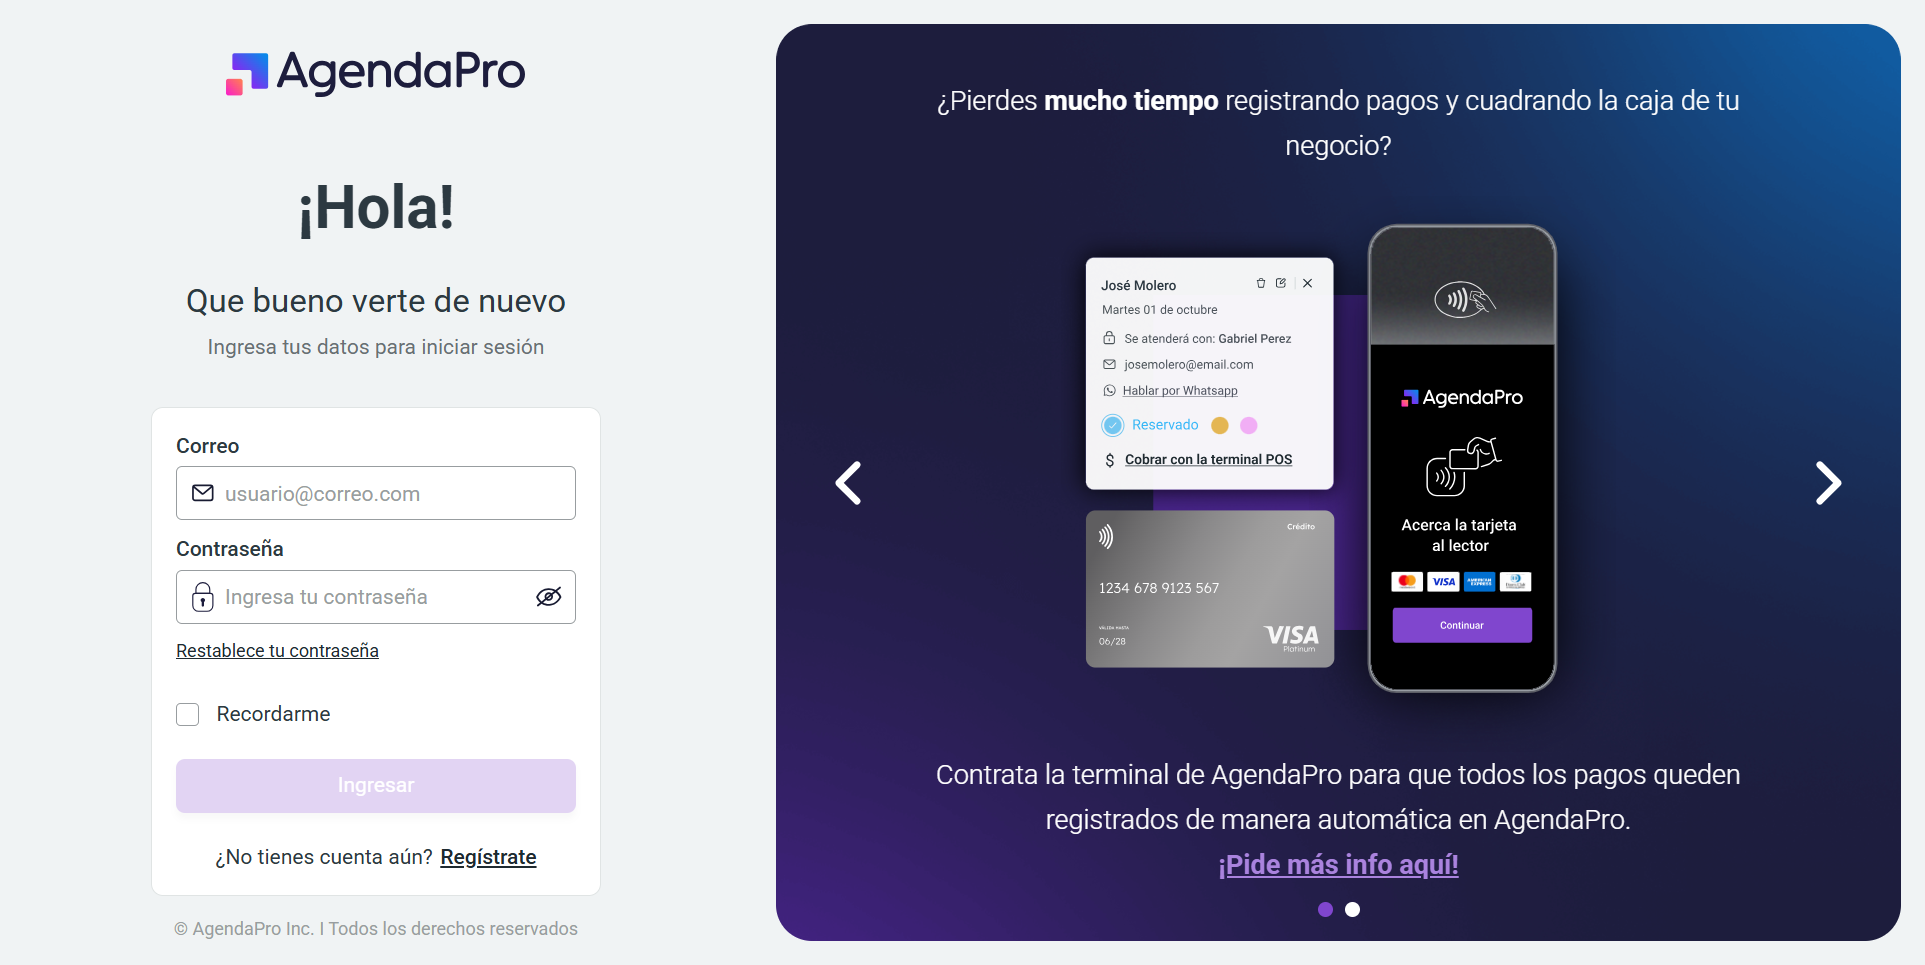 AgendaPro
¡Hola!
Que bueno verte de nuevo
Ingresa tus datos para iniciar sesión
Correo
usuario@correo.com
Contraseña
Ingresa tu contraseña
Restablece tu contraseña
Recordarme
Ingresar
¿No tienes cuenta aún? Regístrate
© AgendaPro Inc. I Todos los derechos reservados
¿Pierdes mucho tiempo registrando pagos y cuadrando la caja de tu
negocio?
José Molero
Martes 01 de octubre
Se atenderá con: Gabriel Perez
josemolero@email.com
Hablar por Whatsapp
Reservado
$ Cobrar con la terminal POS
Crédito
1234 678 9123 567
VÁLIDA HASTA
06/28
VISA
Platinum
AgendaPro
Acerca la tarjeta
al lector
VISA
AMERICAN
EXPRESS
Continuar
Contrata la terminal de AgendaPro para que todos los pagos queden
registrados de manera automática en AgendaPro.
¡Pide más info aquí!